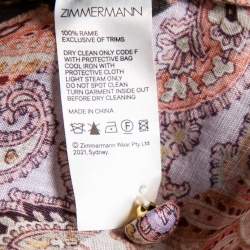 ZIMMERMANN
100% RAMIE
EXCLUSIVE OF TRIMS
DRY CLEAN ONLY CODE F
WITH PROTECTIVE BAG
COOL IRON WITH
PROTECTIVE CLOTH
LIGHT STEAM ONLY
DO NOT SPOT CLEAN
TURN GARMENT INSIDE OUT
BEFORE DRY CLEANING
MADE IN CHINA
© Zimmermann Wear Pty Ltd
2021, Sydney.